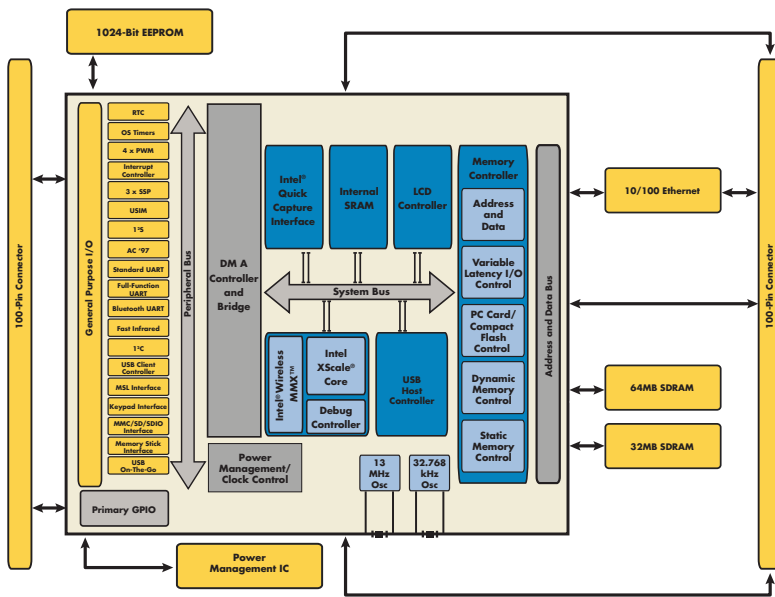 1024-Bit EEPROM
100-Pin Connector
General Purpose I/O
RTC
OS Timers
4 x PWM
Interrupt
Controller
3 x SSP
USIM
I²S
AC '97
Standard UART
Full-Function
UART
Bluetooth UART
Fast Infrared
I²C
USB Client
Controller
MSL Interface
Keypad Interface
MMC/SD/SDIO
Interface
Memory Stick
Interface
USB
On-The-Go
Primary GPIO
Peripheral Bus
DM A
Controller
and
Bridge
Power
Management/
Clock Control
Intel®
Quick
Capture
Interface
Internal
SRAM
LCD
Controller
System Bus
Intel® Wireless
MMX™
Intel
XScale®
Core
Debug
Controller
USB
Host
Controller
13
MHz
Osc
32.768
kHz
Osc
Memory
Controller
Address
and
Data
Variable
Latency I/O
Control
PC Card/
Compact
Flash
Control
Dynamic
Memory
Control
Static
Memory
Control
Address and Data Bus
10/100 Ethernet
64MB SDRAM
32MB SDRAM
100-Pin Connector
Power
Management IC